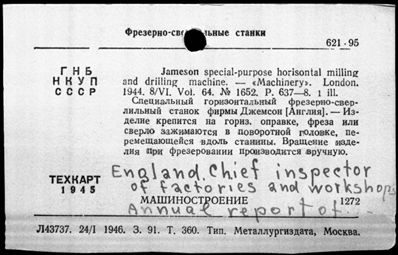 Фрезерно-све ьные станки
621-95
ГНБ
НКУП
СССР
Jameson special-purpose horisontal milling
and drilling machine. — «Machinery». London.
1944. 8/VI. Vol. 64. № 1652. P. 637—8. 1 ill.
Специальный горизонтальный фрезерно-свер-
лильный станок фирмы Джемсон [Англия].—Из-
делие крепится на гориз. оправке, фреза или
сверло зажимаются в поворотной головке, пе-
ремещающейся вдоль станины. Вращение изде-
лия при фрезеровании производится вручную.
ТЕХКАРТ
1945
England. Chief inspector
of factories and workshops.
МАШИНОСТРОЕНИЕ 1272
Annual report of...
Л43737. 24/I 1946. З. 91. Т. 360. Тип. Металлургиздата, Москва.